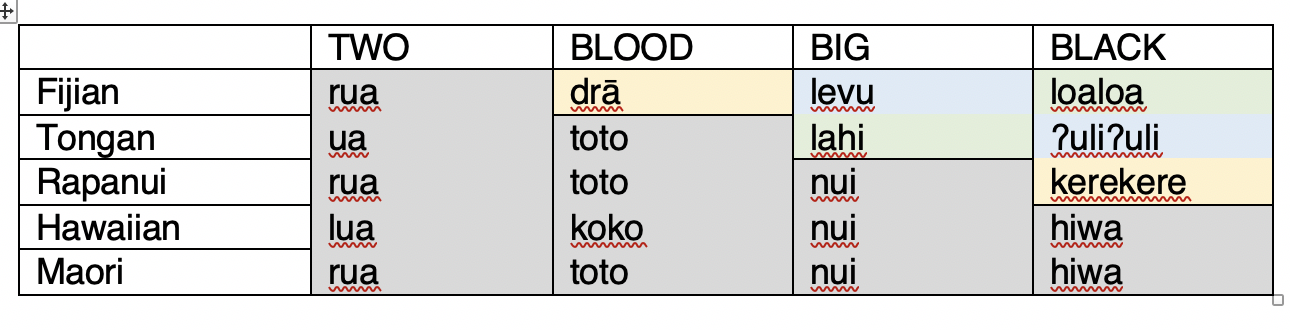 TWO BLOOD BIG BLACK
Fijian rua drā levu loaloa
Tongan ua toto lahi ʔuliʔuli
Rapanui rua toto nui kerekere
Hawaiian lua koko nui hiwa
Maori rua toto nui hiwa